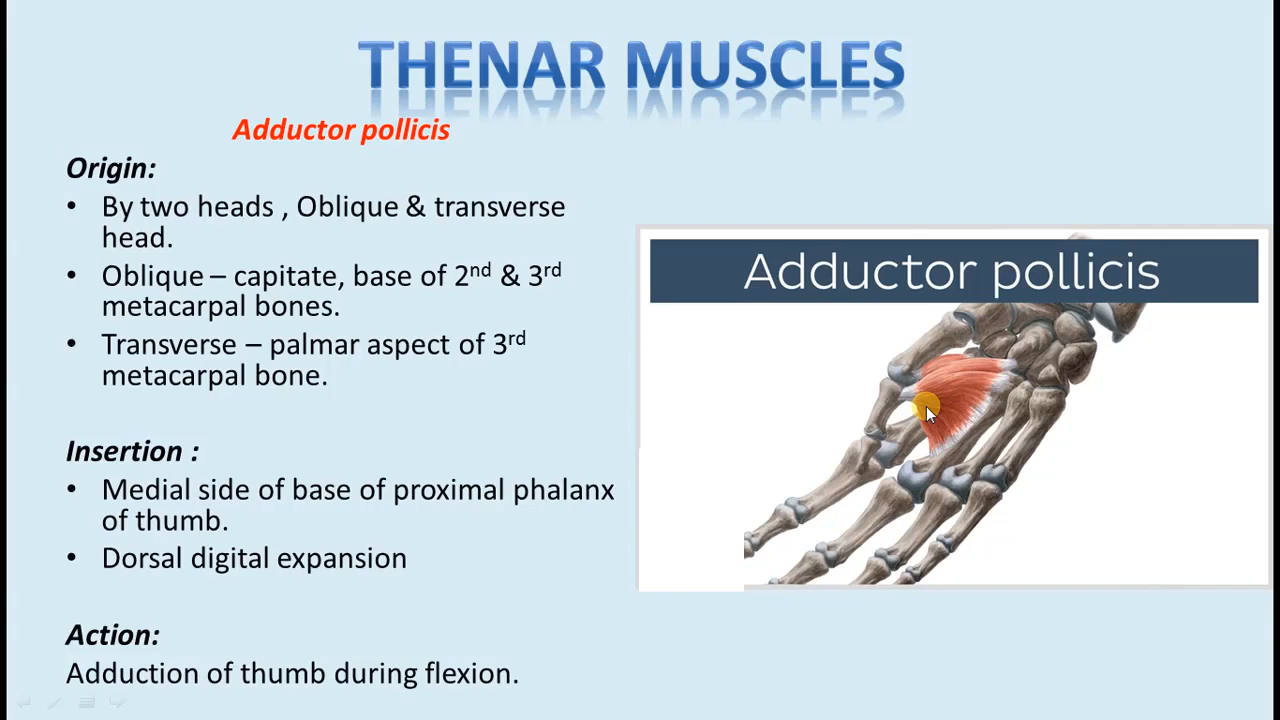 THENAR MUSCLES
Adductor pollicis
Origin:
• By two heads , Oblique & transverse
head.
• Oblique – capitate, base of 2nd & 3rd
metacarpal bones.
• Transverse – palmar aspect of 3rd
metacarpal bone.
Insertion :
• Medial side of base of proximal phalanx
of thumb.
• Dorsal digital expansion
Action:
Adduction of thumb during flexion.
Adductor pollicis